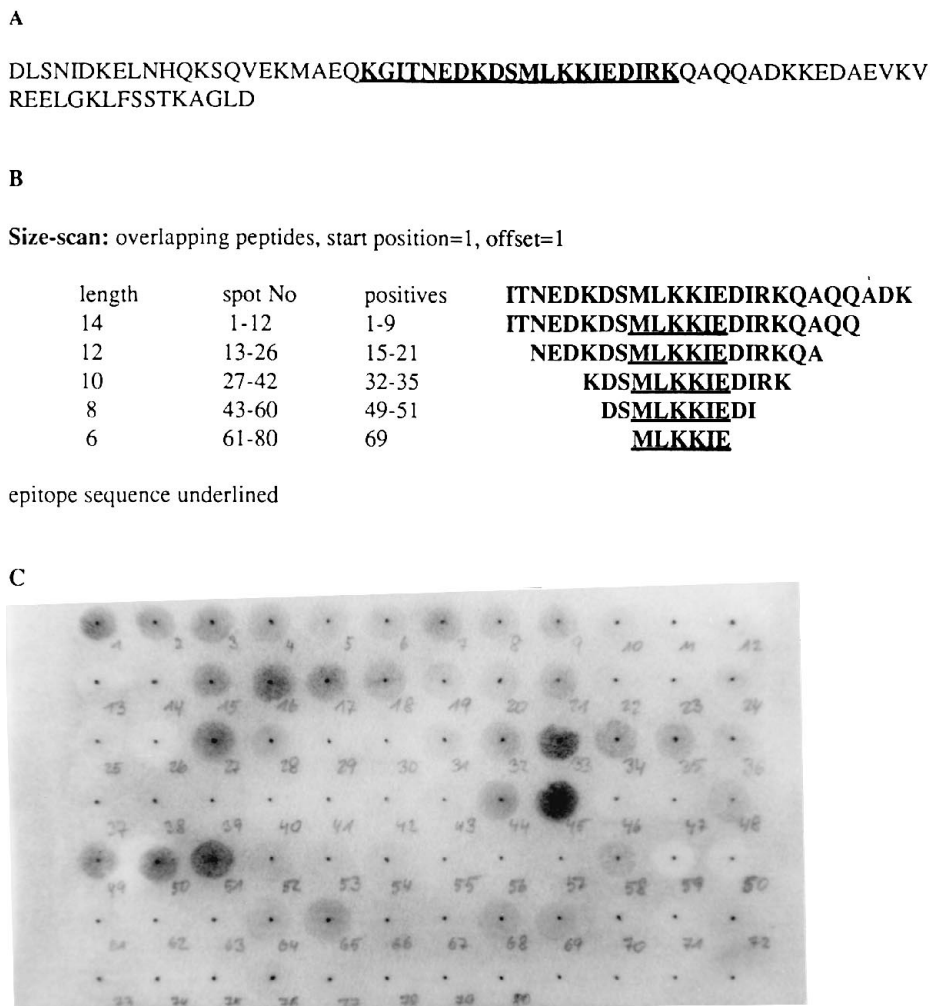 A
DLSNIDKELNHQKSQVEKMAEQKGITNEDKDSMLKKIEDIRKQAQQADKKEDAEVKV
REELGKLFSSTKAGLD
B
Size-scan: overlapping peptides, start position=1, offset=1
length spot No positives ITNEDKDSMLKKIEDIRKQAQQADK
14 1-12 1-9 ITNEDKDSMLKKIEDIRKQAQQ
12 13-26 15-21 NEDKDSMLKKIEDIRKQA
10 27-42 32-35 KDSMLKKIEDIRK
8 43-60 49-51 DSMLKKIEDI
6 61-80 69 MLKKIE
epitope sequence underlined
C
1 2 3 4 5 6 7 8 9 10 11 12
13 14 15 16 17 18 19 20 21 22 23 24
25 26 27 28 29 30 31 32 33 34 35 36
37 38 39 40 41 42 43 44 45 46 47 48
49 50 51 52 53 54 55 56 57 58 59 60
61 62 63 64 65 66 67 68 69 70 71 72
73 74 75 76 77 78 79 80